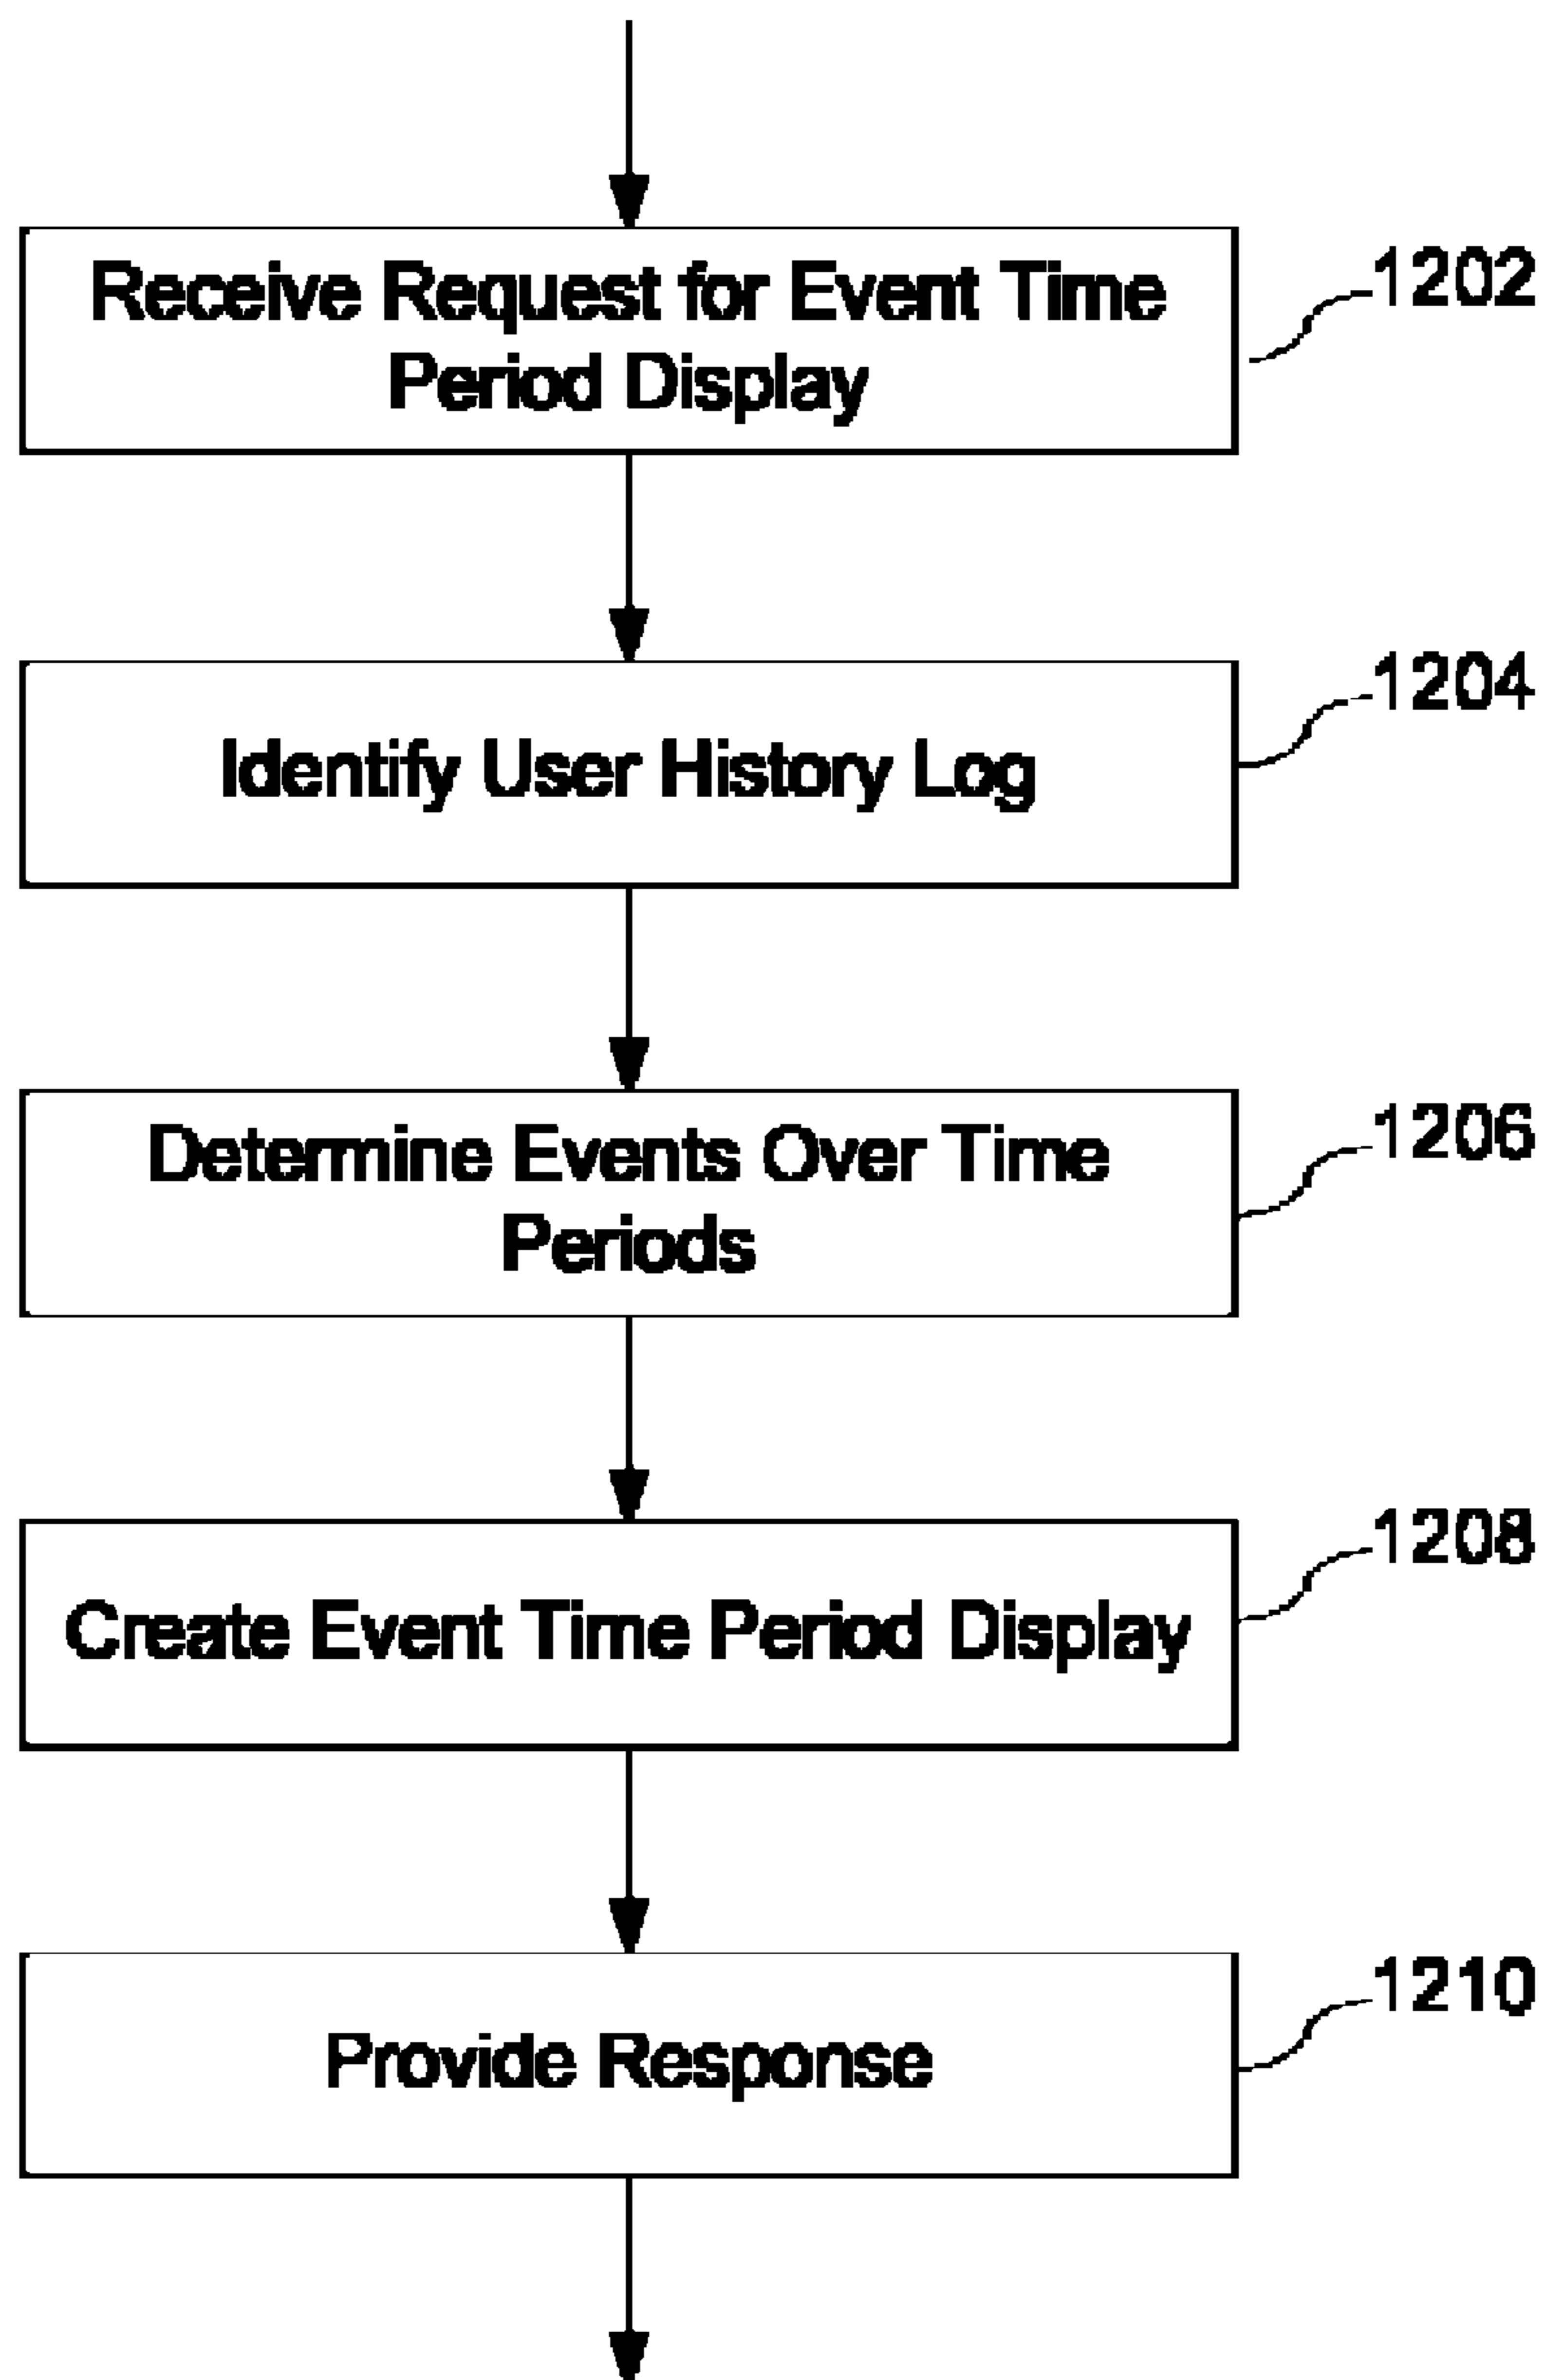 Receive Request for Event Time
Period Display
1202
Identify User History Log
1204
Determine Events Over Time
Periods
1206
Create Event Time Period Display
1208
Provide Response
1210